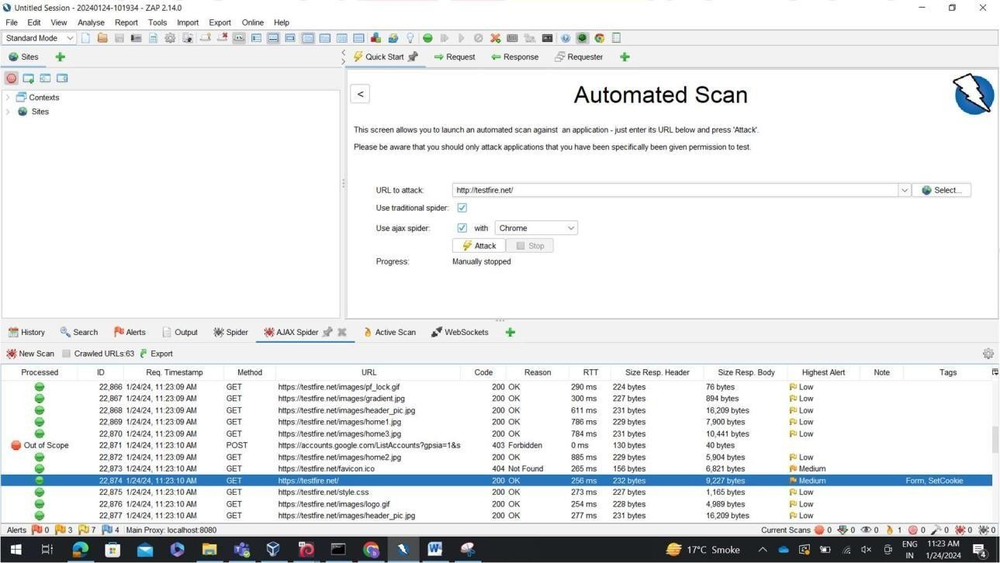 Untitled Session - 20240124-101934 - ZAP 2.14.0
File Edit View Analyse Report Tools Import Export Online Help
Standard Mode
Sites Quick Start Request Response Requester
< Automated Scan
Contexts
Sites
This screen allows you to launch an automated scan against an application - just enter its URL below and press 'Attack'.
Please be aware that you should only attack applications that you have been specifically been given permission to test.
URL to attack: http://testfire.net/ Select...
Use traditional spider:
Use ajax spider: with Chrome
Attack Stop
Progress: Manually stopped
History Search Alerts Output Spider AJAX Spider Active Scan WebSockets
New Scan Crawled URLs:63 Export
Processed ID Req. Timestamp Method URL Code Reason RTT Size Resp. Header Size Resp. Body Highest Alert Note Tags
22,866 1/24/24, 11:23:09 AM GET https://testfire.net/images/pf_lock.gif 200 OK 290 ms 224 bytes 76 bytes Low
22,867 1/24/24, 11:23:09 AM GET https://testfire.net/images/gradient.jpg 200 OK 300 ms 227 bytes 894 bytes Low
22,868 1/24/24, 11:23:09 AM GET https://testfire.net/images/header_pic.jpg 200 OK 611 ms 231 bytes 16,209 bytes Low
22,869 1/24/24, 11:23:09 AM GET https://testfire.net/images/home1.jpg 200 OK 786 ms 229 bytes 7,900 bytes Low
22,870 1/24/24, 11:23:09 AM GET https://testfire.net/images/home3.jpg 200 OK 784 ms 231 bytes 10,441 bytes Low
Out of Scope 22,871 1/24/24, 11:23:10 AM POST https://accounts.google.com/ListAccounts?gpsia=1&s 403 Forbidden 0 ms 130 bytes 40 bytes
22,872 1/24/24, 11:23:09 AM GET https://testfire.net/images/home2.jpg 200 OK 885 ms 229 bytes 5,904 bytes Low
22,873 1/24/24, 11:23:10 AM GET https://testfire.net/favicon.ico 404 Not Found 265 ms 156 bytes 6,821 bytes Medium
22,874 1/24/24, 11:23:10 AM GET https://testfire.net/ 200 OK 256 ms 232 bytes 9,227 bytes Medium Form, SetCookie
22,875 1/24/24, 11:23:10 AM GET https://testfire.net/style.css 200 OK 273 ms 227 bytes 1,165 bytes Low
22,876 1/24/24, 11:23:10 AM GET https://testfire.net/images/logo.gif 200 OK 254 ms 228 bytes 4,989 bytes Low
22,877 1/24/24, 11:23:10 AM GET https://testfire.net/images/header_pic.jpg 200 OK 277 ms 231 bytes 16,209 bytes Low
Alerts 0 3 7 4 Main Proxy: localhost:8080 Current Scans 0 0 0 1 0 0 0 0
17°C Smoke ENG IN 11:23 AM 1/24/2024 4